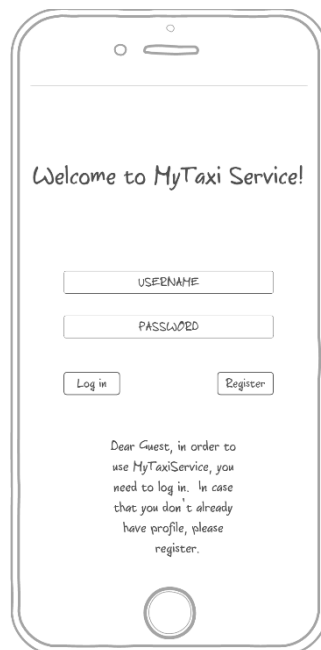 Welcome to MyTaxi Service!
USERNAME
PASSWORD
Log in
Register
Dear Guest, in order to
use MyTaxiService, you
need to log in. In case
that you don't already
have profile, please
register.